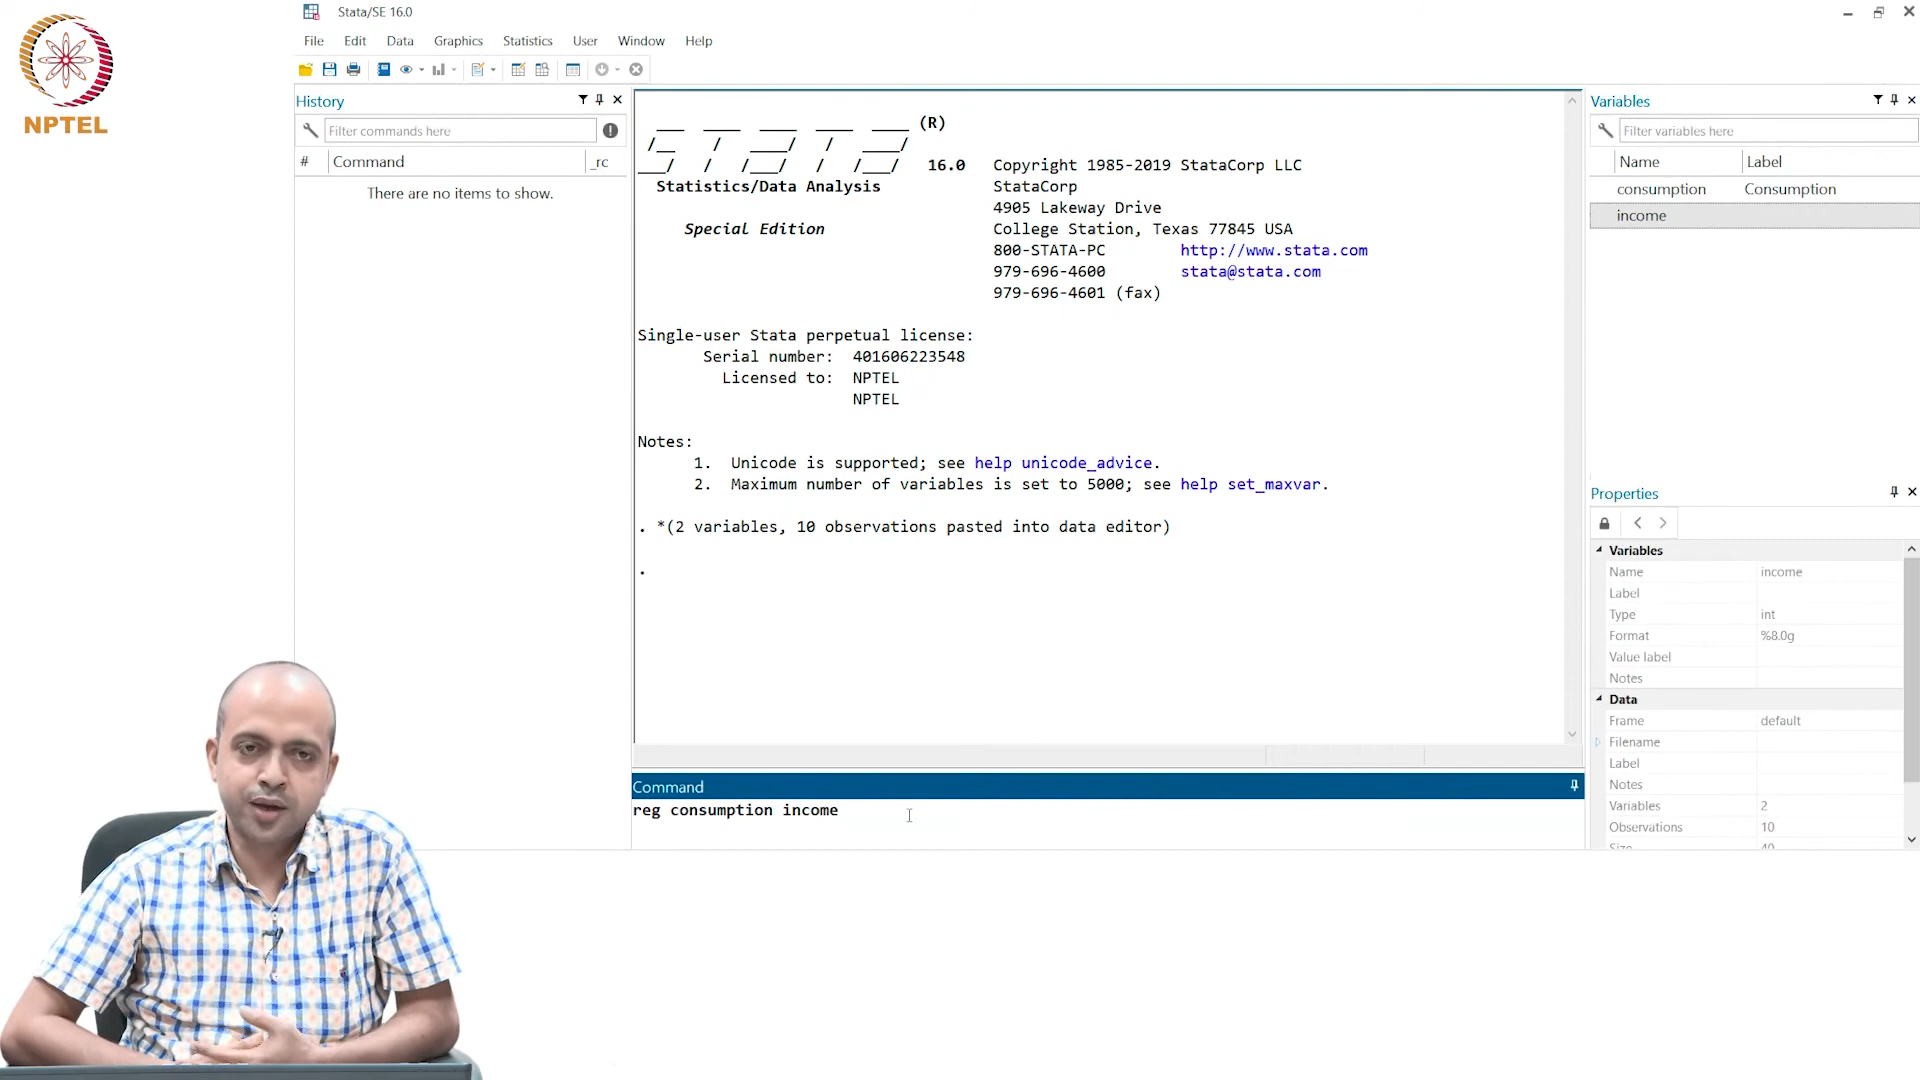 NPTEL
Stata/SE 16.0
File Edit Data Graphics Statistics User Window Help
History
Filter commands here
# Command _rc
There are no items to show.
(R)
STATA
16.0 Copyright 1985-2019 StataCorp LLC
Statistics/Data Analysis StataCorp
4905 Lakeway Drive
Special Edition College Station, Texas 77845 USA
800-STATA-PC http://www.stata.com
979-696-4600 stata@stata.com
979-696-4601 (fax)
Single-user Stata perpetual license:
Serial number: 401606223548
Licensed to: NPTEL
NPTEL
Notes:
1. Unicode is supported; see help unicode_advice.
2. Maximum number of variables is set to 5000; see help set_maxvar.
. *(2 variables, 10 observations pasted into data editor)
.
Command
reg consumption income
Variables
Filter variables here
Name Label
consumption Consumption
income
Properties
Variables
Name income
Label
Type int
Format %8.0g
Value label
Notes
Data
Frame default
Filename
Label
Notes
Variables 2
Observations 10
Size 40